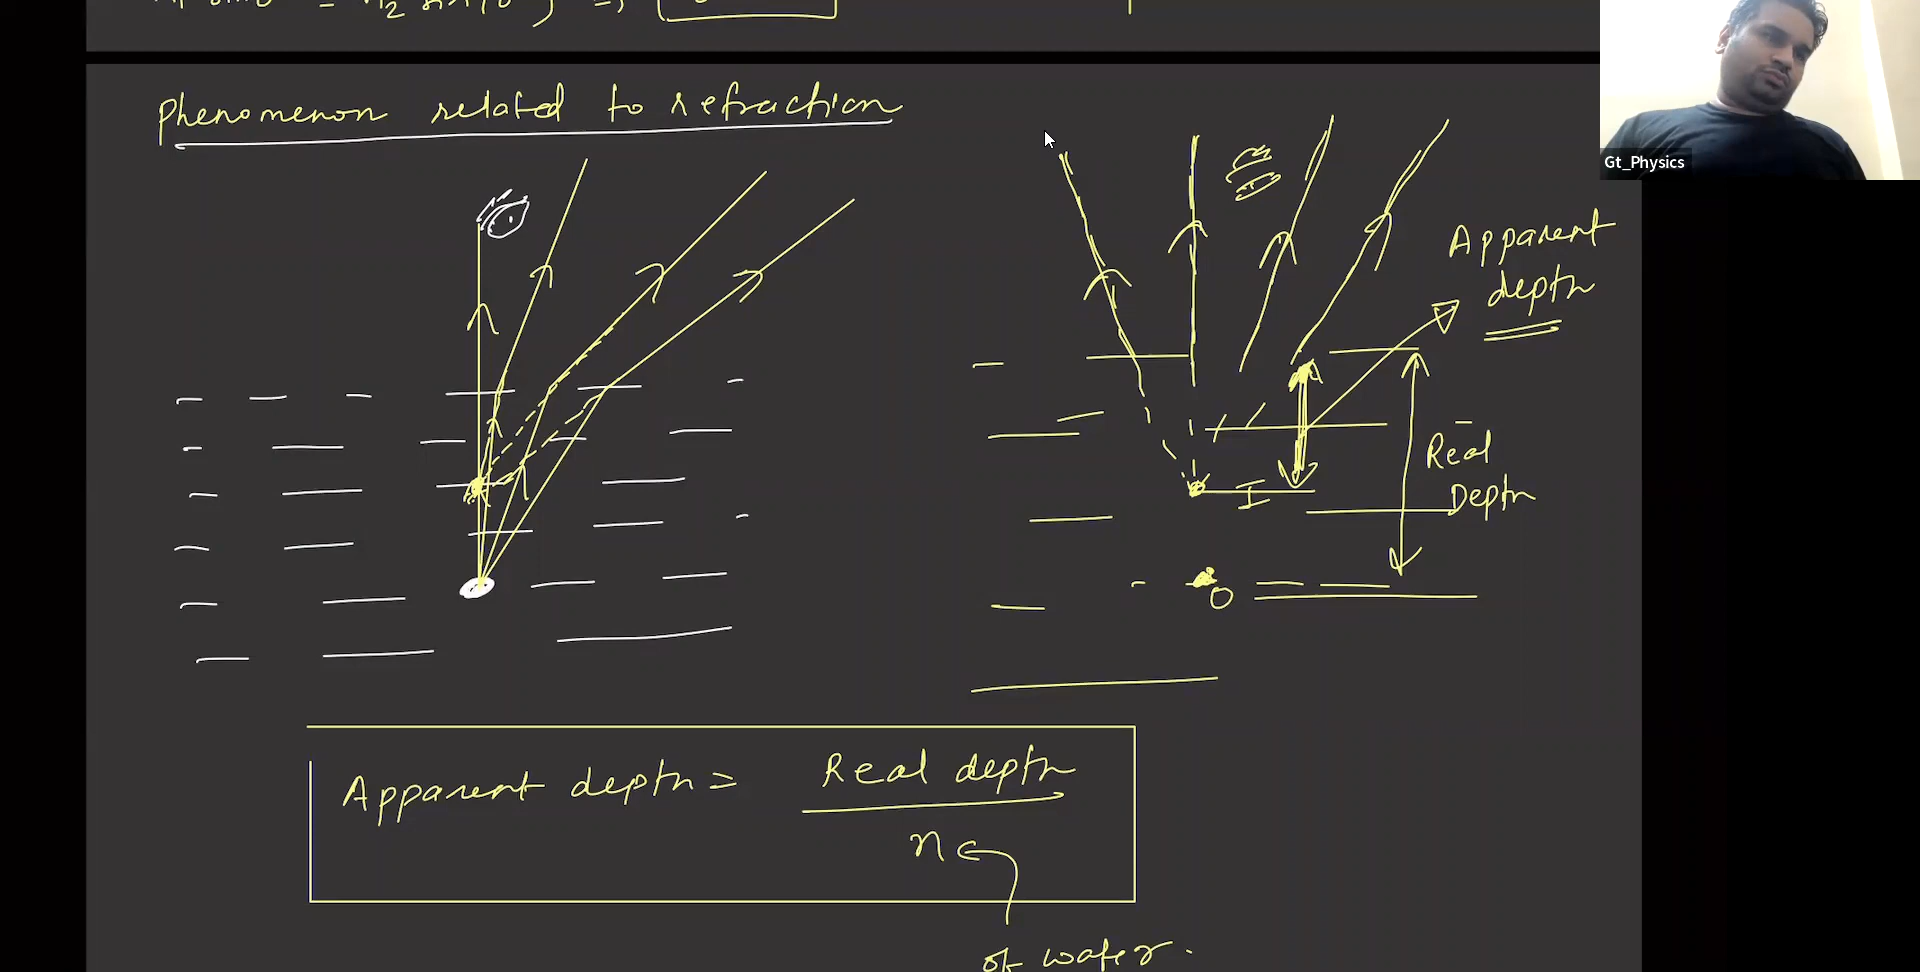 phenomenon related to refraction
Gt_Physics
Apparent
depth
Real
Depth
I
O
Apparent depth = Real depth
n
of water.